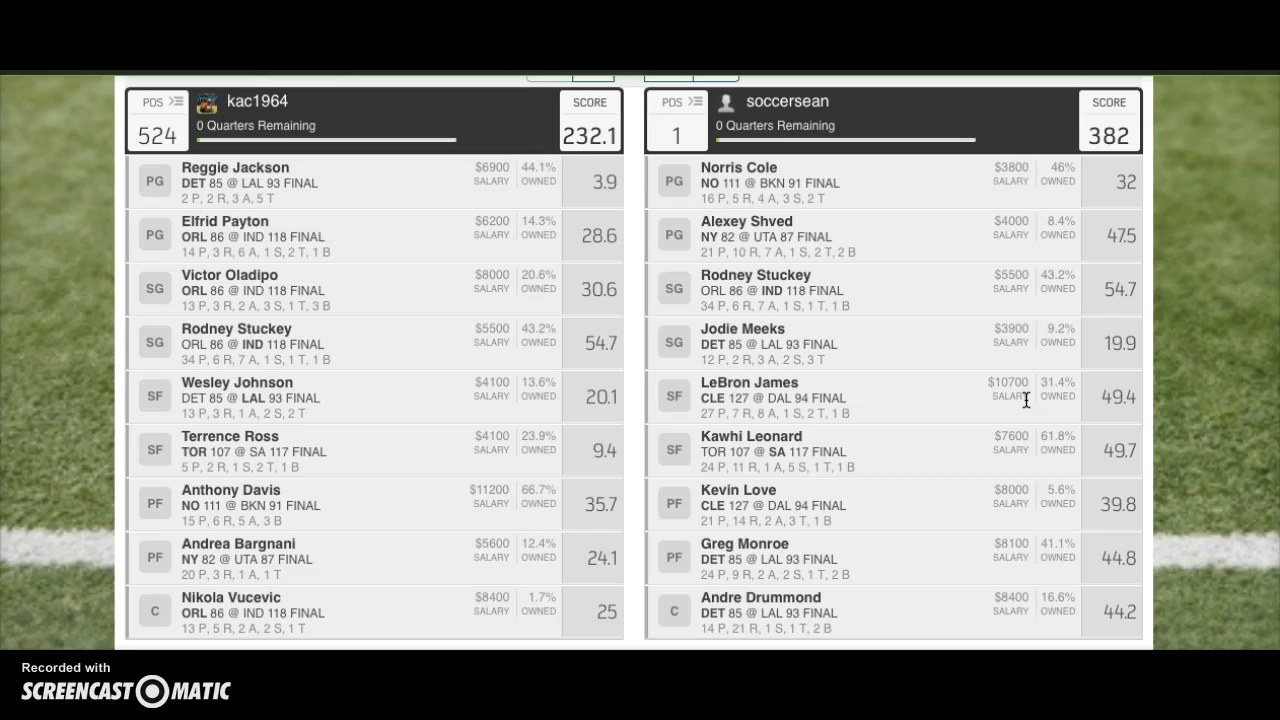 POS
kac1964
SCORE
524
0 Quarters Remaining
232.1
PG
Reggie Jackson
$6900
44.1%
DET 85 @ LAL 93 FINAL
SALARY
OWNED
2 P, 2 R, 3 A, 5 T
3.9
PG
Elfrid Payton
$6200
14.3%
ORL 86 @ IND 118 FINAL
SALARY
OWNED
14 P, 3 R, 6 A, 1 S, 2 T, 1 B
28.6
SG
Victor Oladipo
$8000
20.6%
ORL 86 @ IND 118 FINAL
SALARY
OWNED
13 P, 3 R, 2 A, 3 S, 1 T, 3 B
30.6
SG
Rodney Stuckey
$5500
43.2%
ORL 86 @ IND 118 FINAL
SALARY
OWNED
34 P, 6 R, 7 A, 1 S, 1 T, 1 B
54.7
SF
Wesley Johnson
$4100
13.6%
DET 85 @ LAL 93 FINAL
SALARY
OWNED
13 P, 3 R, 1 A, 2 S, 2 T
20.1
SF
Terrence Ross
$4100
23.9%
TOR 107 @ SA 117 FINAL
SALARY
OWNED
5 P, 2 R, 1 S, 2 T, 1 B
9.4
PF
Anthony Davis
$11200
66.7%
NO 111 @ BKN 91 FINAL
SALARY
OWNED
15 P, 6 R, 5 A, 3 B
35.7
PF
Andrea Bargnani
$5600
12.4%
NY 82 @ UTA 87 FINAL
SALARY
OWNED
20 P, 3 R, 1 A, 1 T
24.1
C
Nikola Vucevic
$8400
1.7%
ORL 86 @ IND 118 FINAL
SALARY
OWNED
13 P, 5 R, 2 A, 2 S, 1 T
25
POS
soccersean
SCORE
1
0 Quarters Remaining
382
PG
Norris Cole
$3800
46%
NO 111 @ BKN 91 FINAL
SALARY
OWNED
16 P, 5 R, 4 A, 3 S, 2 T
32
PG
Alexey Shved
$4000
8.4%
NY 82 @ UTA 87 FINAL
SALARY
OWNED
21 P, 10 R, 7 A, 1 S, 2 T, 2 B
47.5
SG
Rodney Stuckey
$5500
43.2%
ORL 86 @ IND 118 FINAL
SALARY
OWNED
34 P, 6 R, 7 A, 1 S, 1 T, 1 B
54.7
SG
Jodie Meeks
$3900
9.2%
DET 85 @ LAL 93 FINAL
SALARY
OWNED
12 P, 2 R, 3 A, 2 S, 3 T
19.9
SF
LeBron James
$10700
31.4%
CLE 127 @ DAL 94 FINAL
SALARY
OWNED
27 P, 7 R, 8 A, 1 S, 2 T, 1 B
49.4
SF
Kawhi Leonard
$7600
61.8%
TOR 107 @ SA 117 FINAL
SALARY
OWNED
24 P, 11 R, 1 A, 5 S, 1 T, 1 B
49.7
PF
Kevin Love
$8000
5.6%
CLE 127 @ DAL 94 FINAL
SALARY
OWNED
21 P, 14 R, 2 A, 3 T, 1 B
39.8
PF
Greg Monroe
$8100
41.1%
DET 85 @ LAL 93 FINAL
SALARY
OWNED
24 P, 9 R, 2 A, 2 S, 1 T, 2 B
44.8
C
Andre Drummond
$8400
16.6%
DET 85 @ LAL 93 FINAL
SALARY
OWNED
14 P, 21 R, 1 S, 1 T, 2 B
44.2
Recorded with
SCREENCAST MATIC